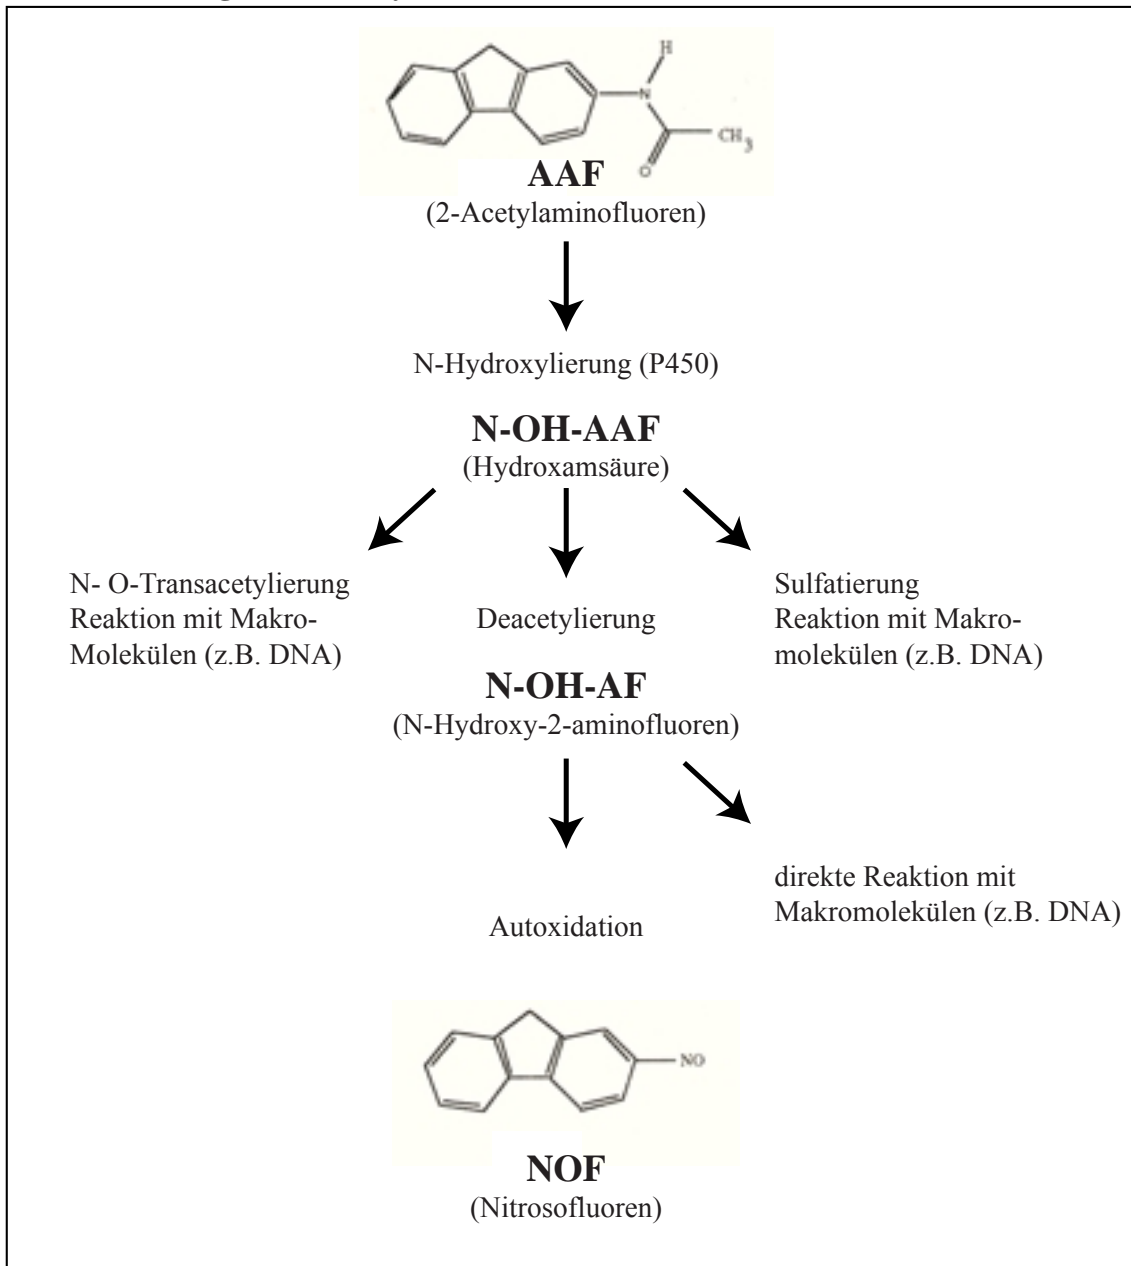 H
N
CH3
O
AAF
(2-Acetylaminofluoren)
N-Hydroxylierung (P450)
N-OH-AAF
(Hydroxamsäure)
N- O-Transacetylierung
Reaktion mit Makro-
Molekülen (z.B. DNA)
Deacetylierung
Sulfatierung
Reaktion mit Makro-
molekülen (z.B. DNA)
N-OH-AF
(N-Hydroxy-2-aminofluoren)
direkte Reaktion mit
Makromolekülen (z.B. DNA)
Autoxidation
NO
NOF
(Nitrosofluoren)